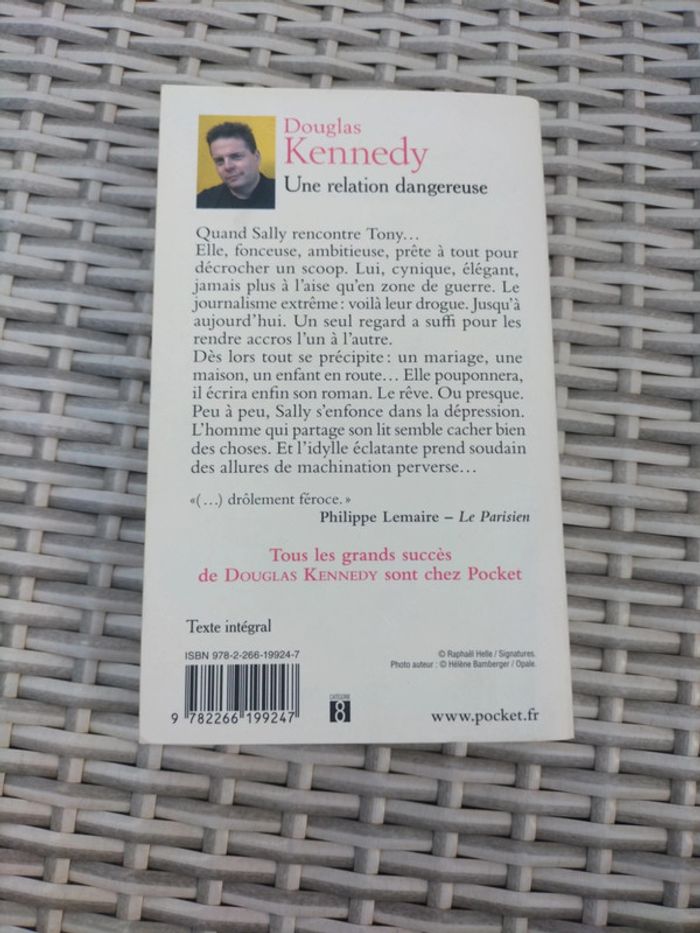 Douglas
Kennedy
Une relation dangereuse
Quand Sally rencontre Tony…
Elle, fonceuse, ambitieuse, prête à tout pour
décrocher un scoop. Lui, cynique, élégant,
jamais plus à l'aise qu'en zone de guerre. Le
journalisme extrême : voilà leur drogue. Jusqu'à
aujourd'hui. Un seul regard a suffi pour les
rendre accros l'un à l'autre.
Dès lors tout se précipite : un mariage, une
maison, un enfant en route… Elle pouponnera,
il écrira enfin son roman. Le rêve. Ou presque.
Peu à peu, Sally s'enfonce dans la dépression.
L'homme qui partage son lit semble cacher bien
des choses. Et l'idylle éclatante prend soudain
des allures de machination perverse…
«(…) drôlement féroce.»
Philippe Lemaire – Le Parisien
Tous les grands succès
de DOUGLAS KENNEDY sont chez Pocket
Texte intégral
ISBN 978-2-266-19924-7
© Raphaël Helle / Signatures.
Photo auteur : © Hélène Bamberger / Opale.
CATÉGORIE
8
9 782266 199247
www.pocket.fr